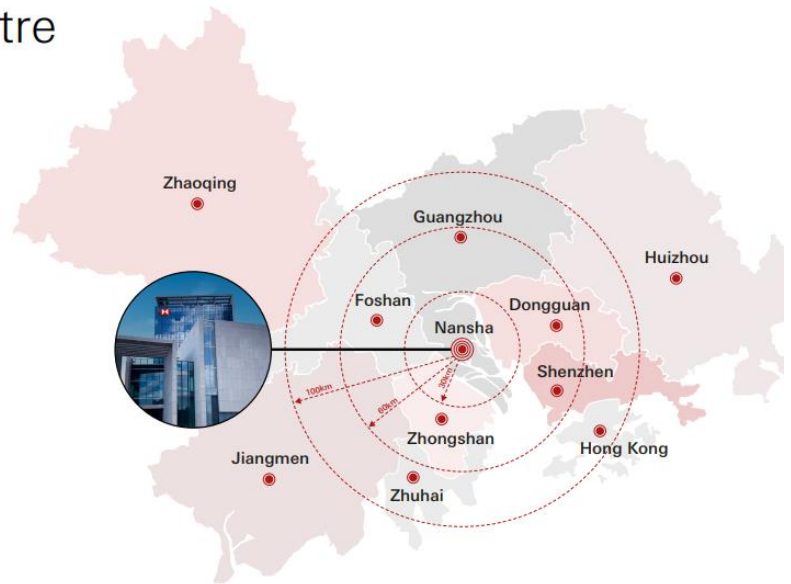 tre
Zhaoqing
Guangzhou
Huizhou
Foshan
Dongguan
Nansha
Shenzhen
30km
100km
60km
Zhongshan
Hong Kong
Jiangmen
Zhuhai